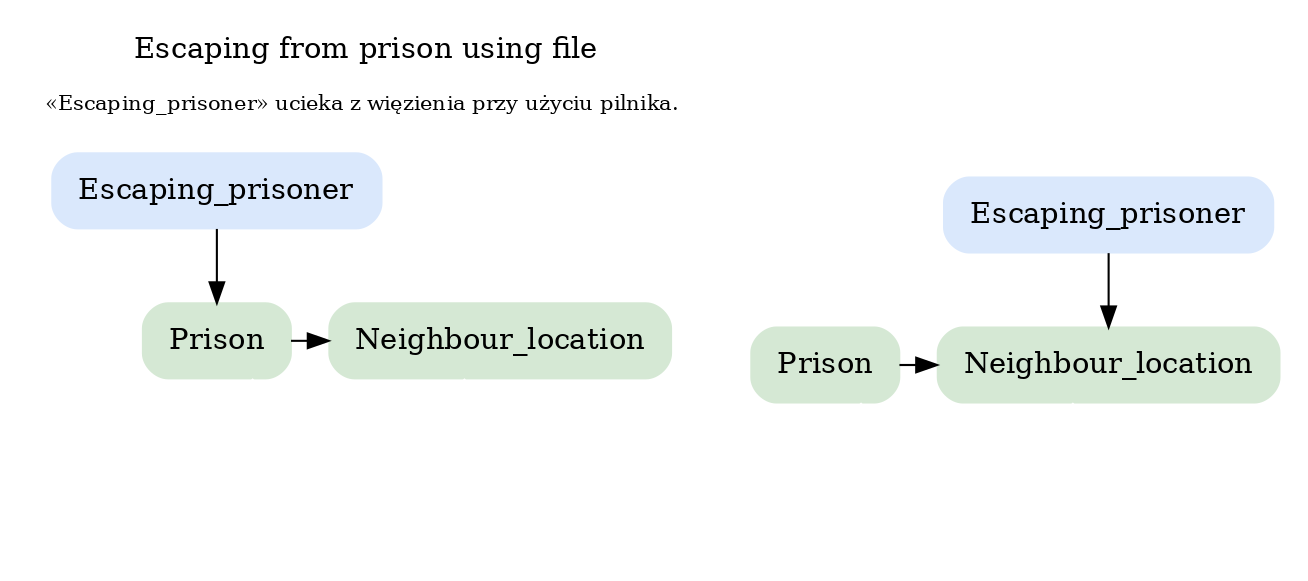 Escaping from prison using file
«Escaping_prisoner» ucieka z więzienia przy użyciu pilnika.
Escaping_prisoner
Prison
Neighbour_location
Escaping_prisoner
Prison
Neighbour_location